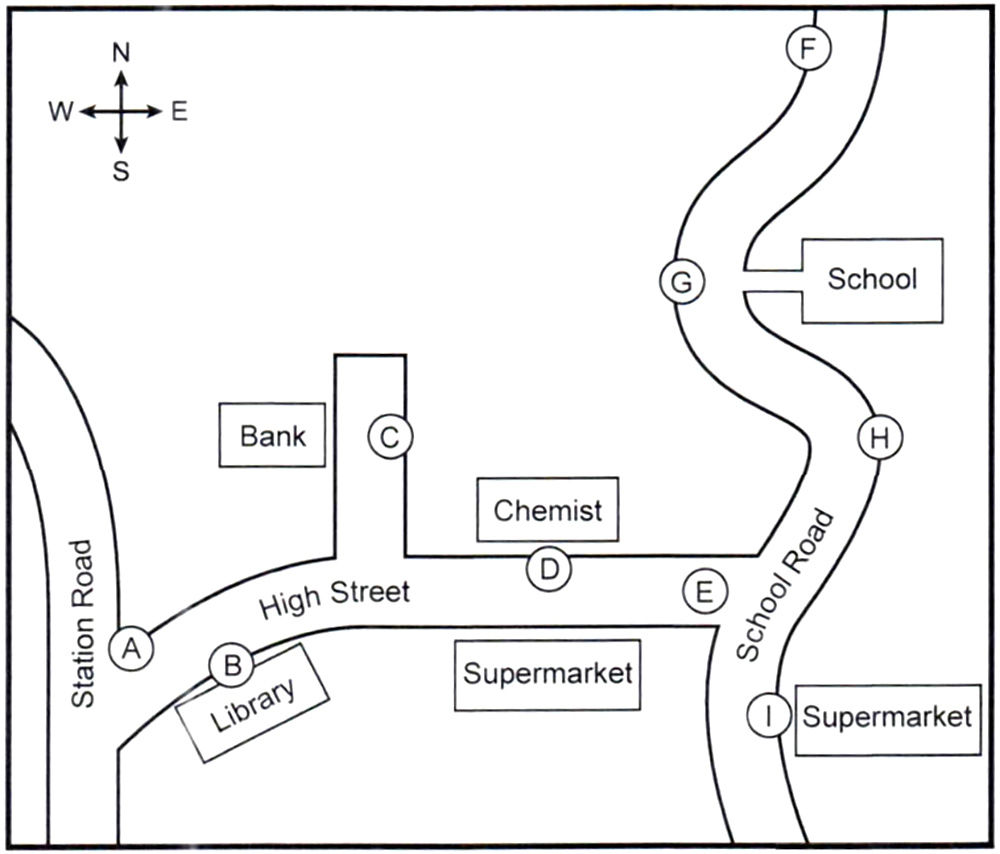 F
N
W E
S
G
School
Bank
C
H
Chemist
D
High Street
E
School Road
Station Road
A
B
Library
Supermarket
I
Supermarket